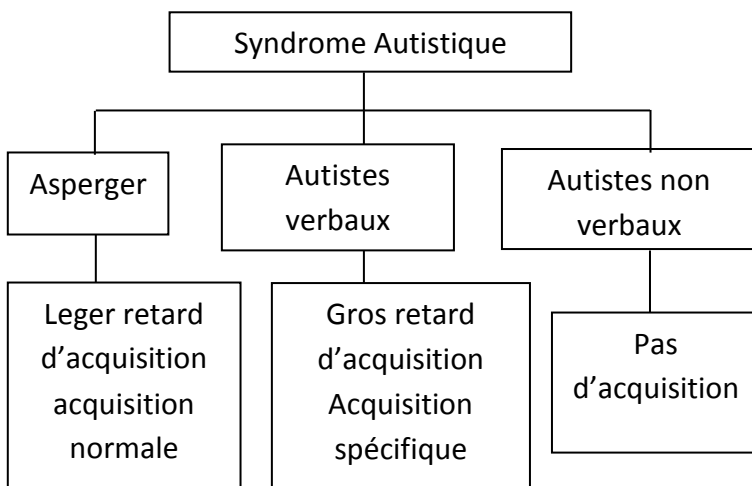 Syndrome Autistique
Asperger
Autistes
verbaux
Autistes non
verbaux
Leger retard
d’acquisition
acquisition
normale
Gros retard
d’acquisition
Acquisition
spécifique
Pas
d’acquisition